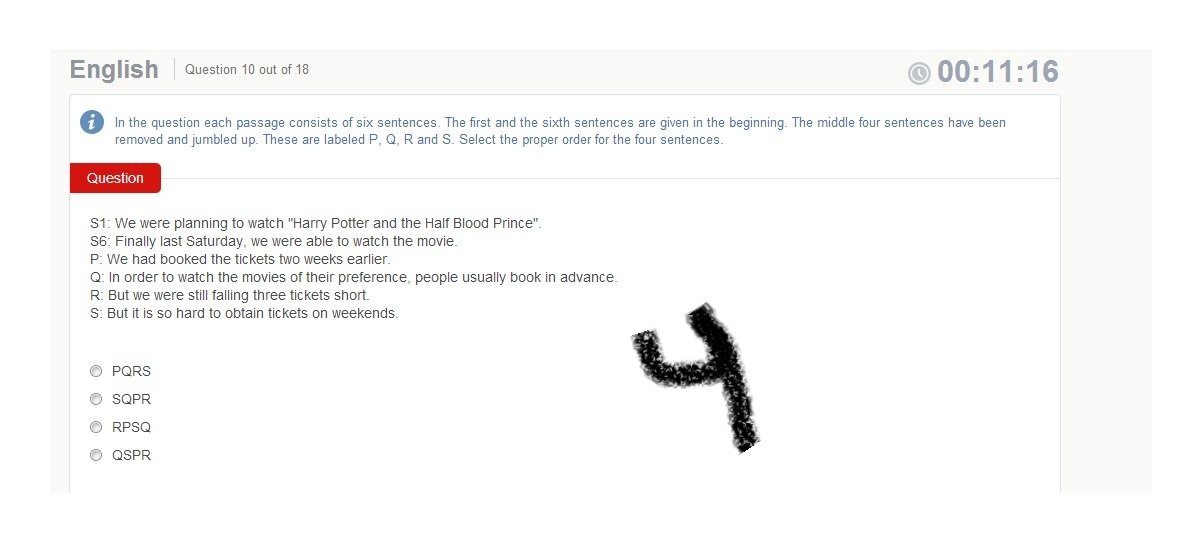 English
Question 10 out of 18
00:11:16
In the question each passage consists of six sentences. The first and the sixth sentences are given in the beginning. The middle four sentences have been
removed and jumbled up. These are labeled P, Q, R and S. Select the proper order for the four sentences.
Question
S1: We were planning to watch "Harry Potter and the Half Blood Prince".
S6: Finally last Saturday, we were able to watch the movie.
P: We had booked the tickets two weeks earlier.
Q: In order to watch the movies of their preference, people usually book in advance.
R: But we were still falling three tickets short.
S: But it is so hard to obtain tickets on weekends.
4
PQRS
SQPR
RPSQ
QSPR